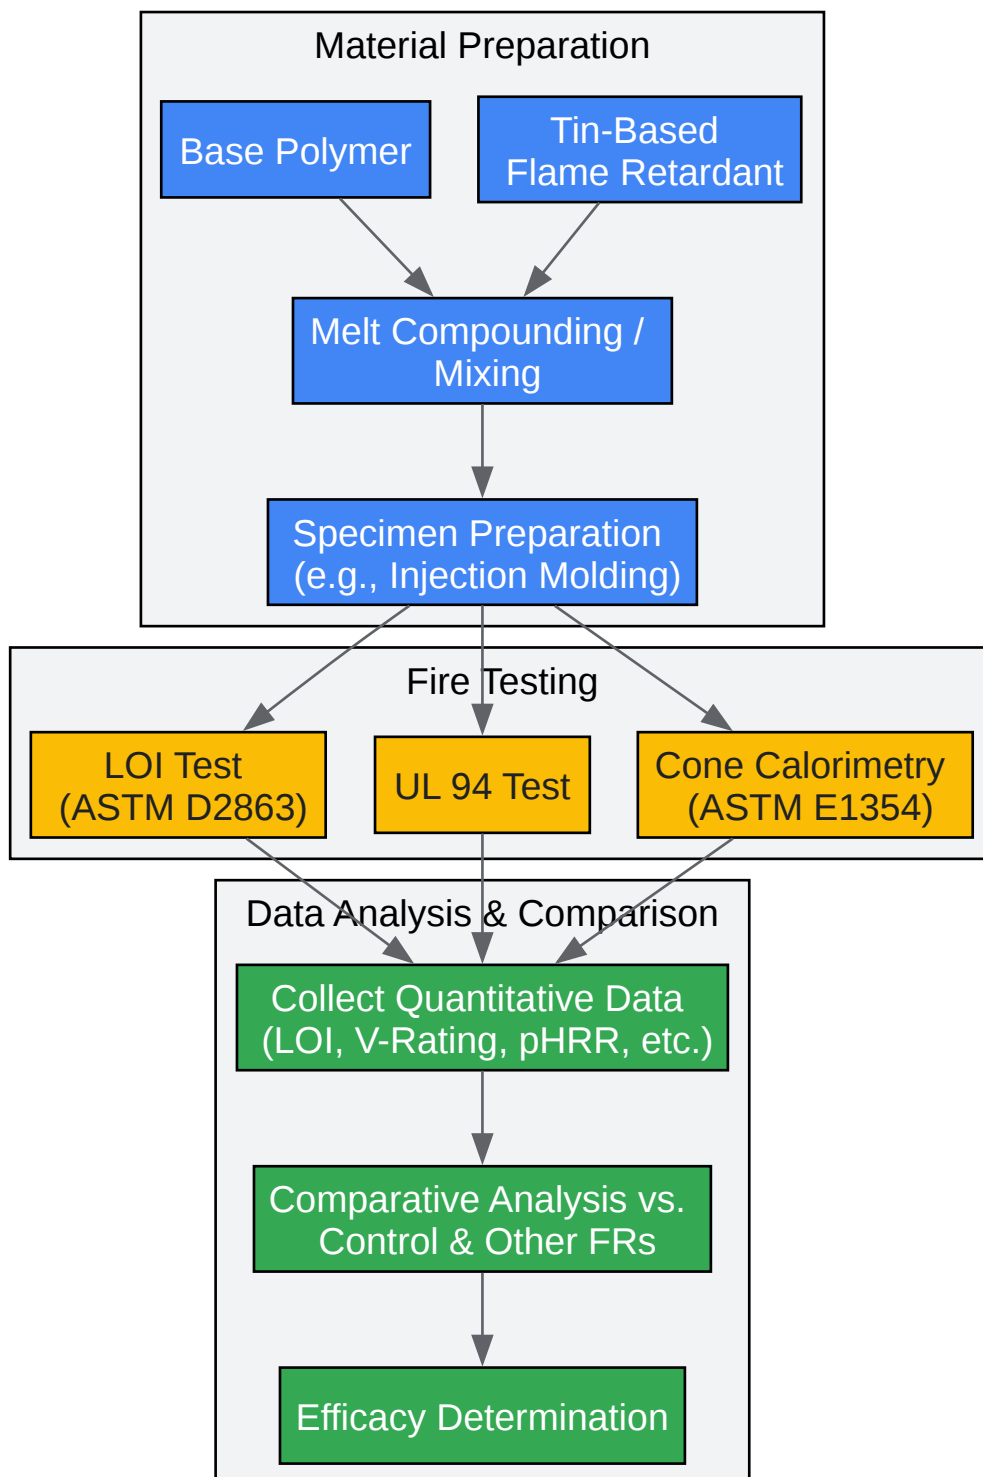 Material Preparation
Base Polymer
Tin-Based
Flame Retardant
Melt Compounding /
Mixing
Specimen Preparation
(e.g., Injection Molding)
Fire Testing
LOI Test
(ASTM D2863)
UL 94 Test
Cone Calorimetry
(ASTM E1354)
Data Analysis & Comparison
Collect Quantitative Data
(LOI, V-Rating, pHRR, etc.)
Comparative Analysis vs.
Control & Other FRs
Efficacy Determination